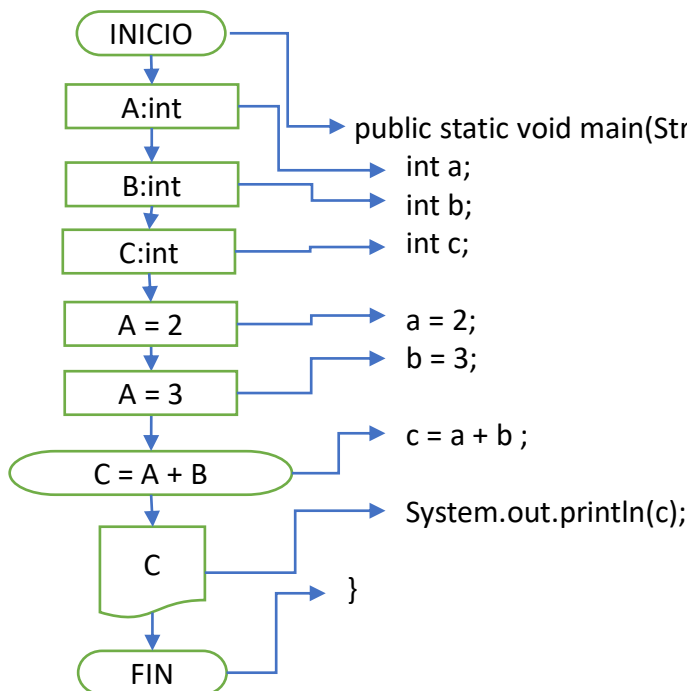 INICIO
A:int
public static void main(Str
int a;
B:int
int b;
C:int
int c;
A = 2
a = 2;
A = 3
b = 3;
C = A + B
c = a + b ;
C
System.out.println(c);
}
FIN